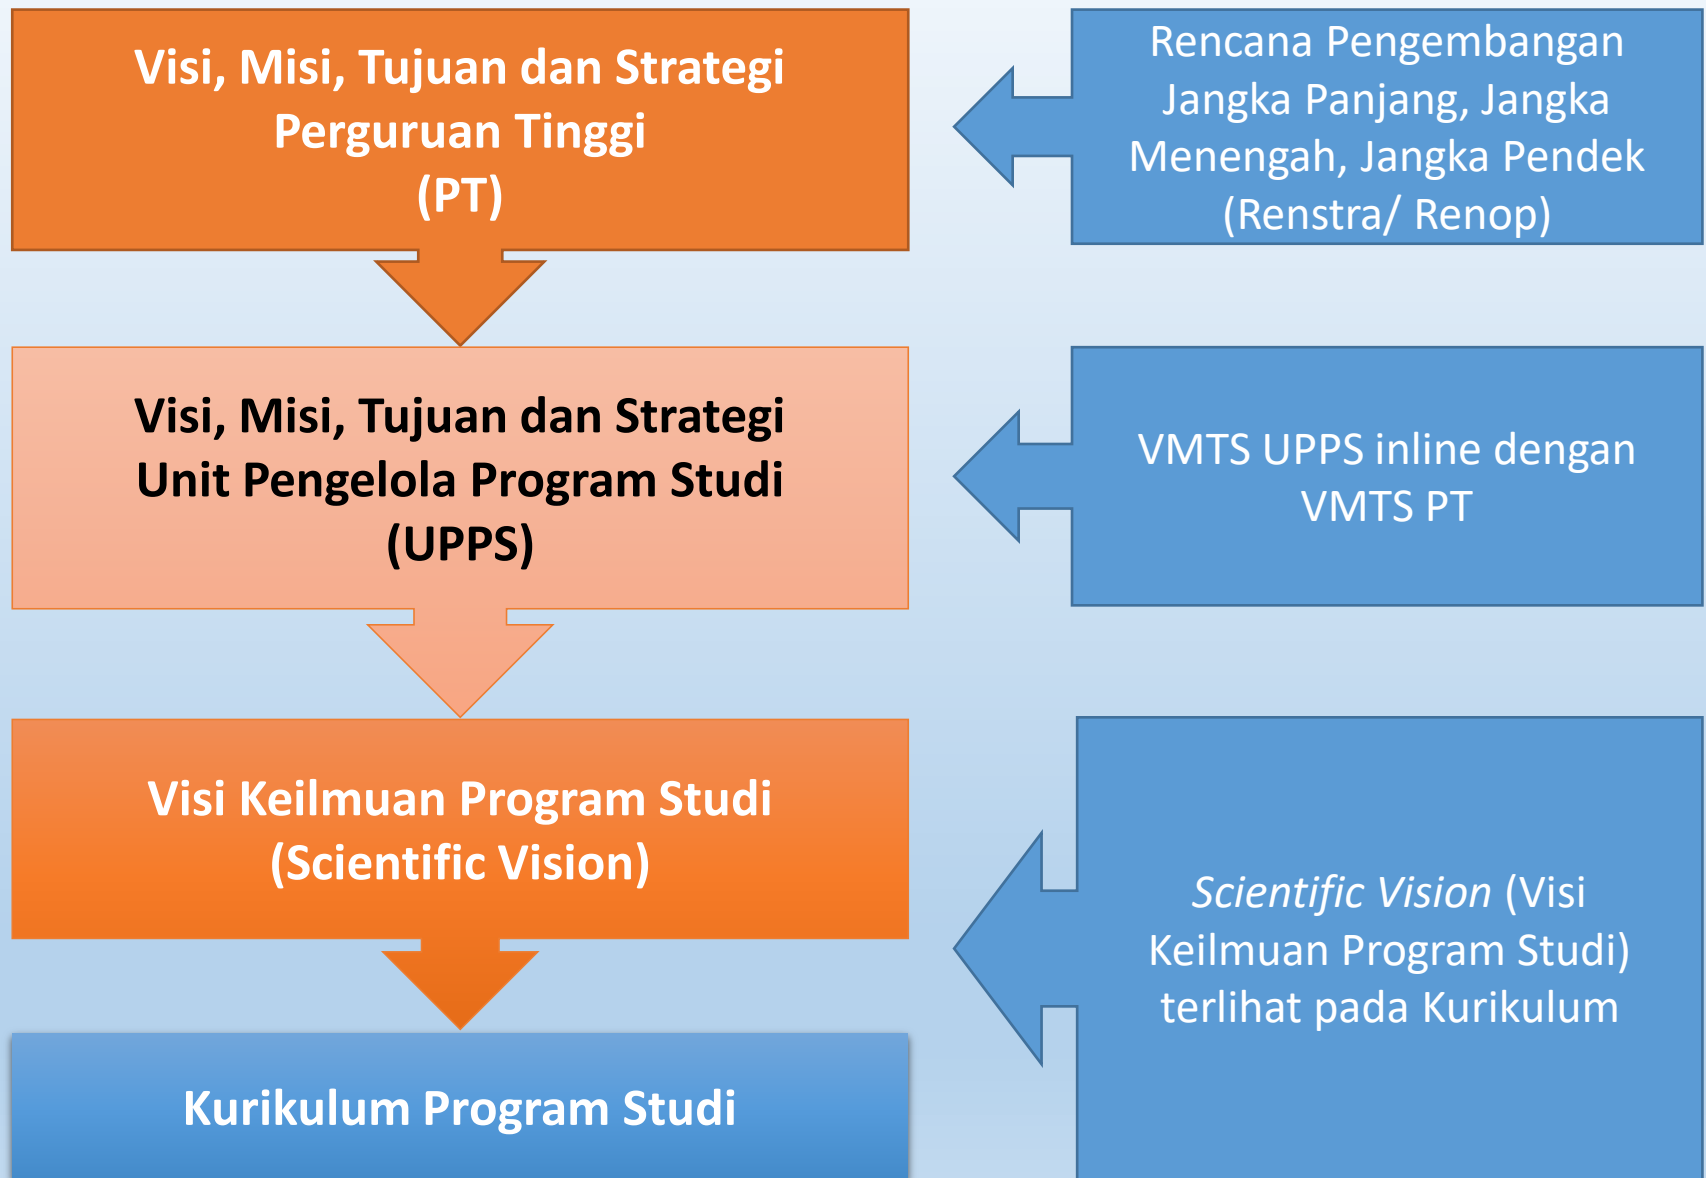 Visi, Misi, Tujuan dan Strategi
Perguruan Tinggi
(PT)
Rencana Pengembangan
Jangka Panjang, Jangka
Menengah, Jangka Pendek
(Renstra/ Renop)
Visi, Misi, Tujuan dan Strategi
Unit Pengelola Program Studi
(UPPS)
VMTS UPPS inline dengan
VMTS PT
Visi Keilmuan Program Studi
(Scientific Vision)
Scientific Vision (Visi
Keilmuan Program Studi)
terlihat pada Kurikulum
Kurikulum Program Studi